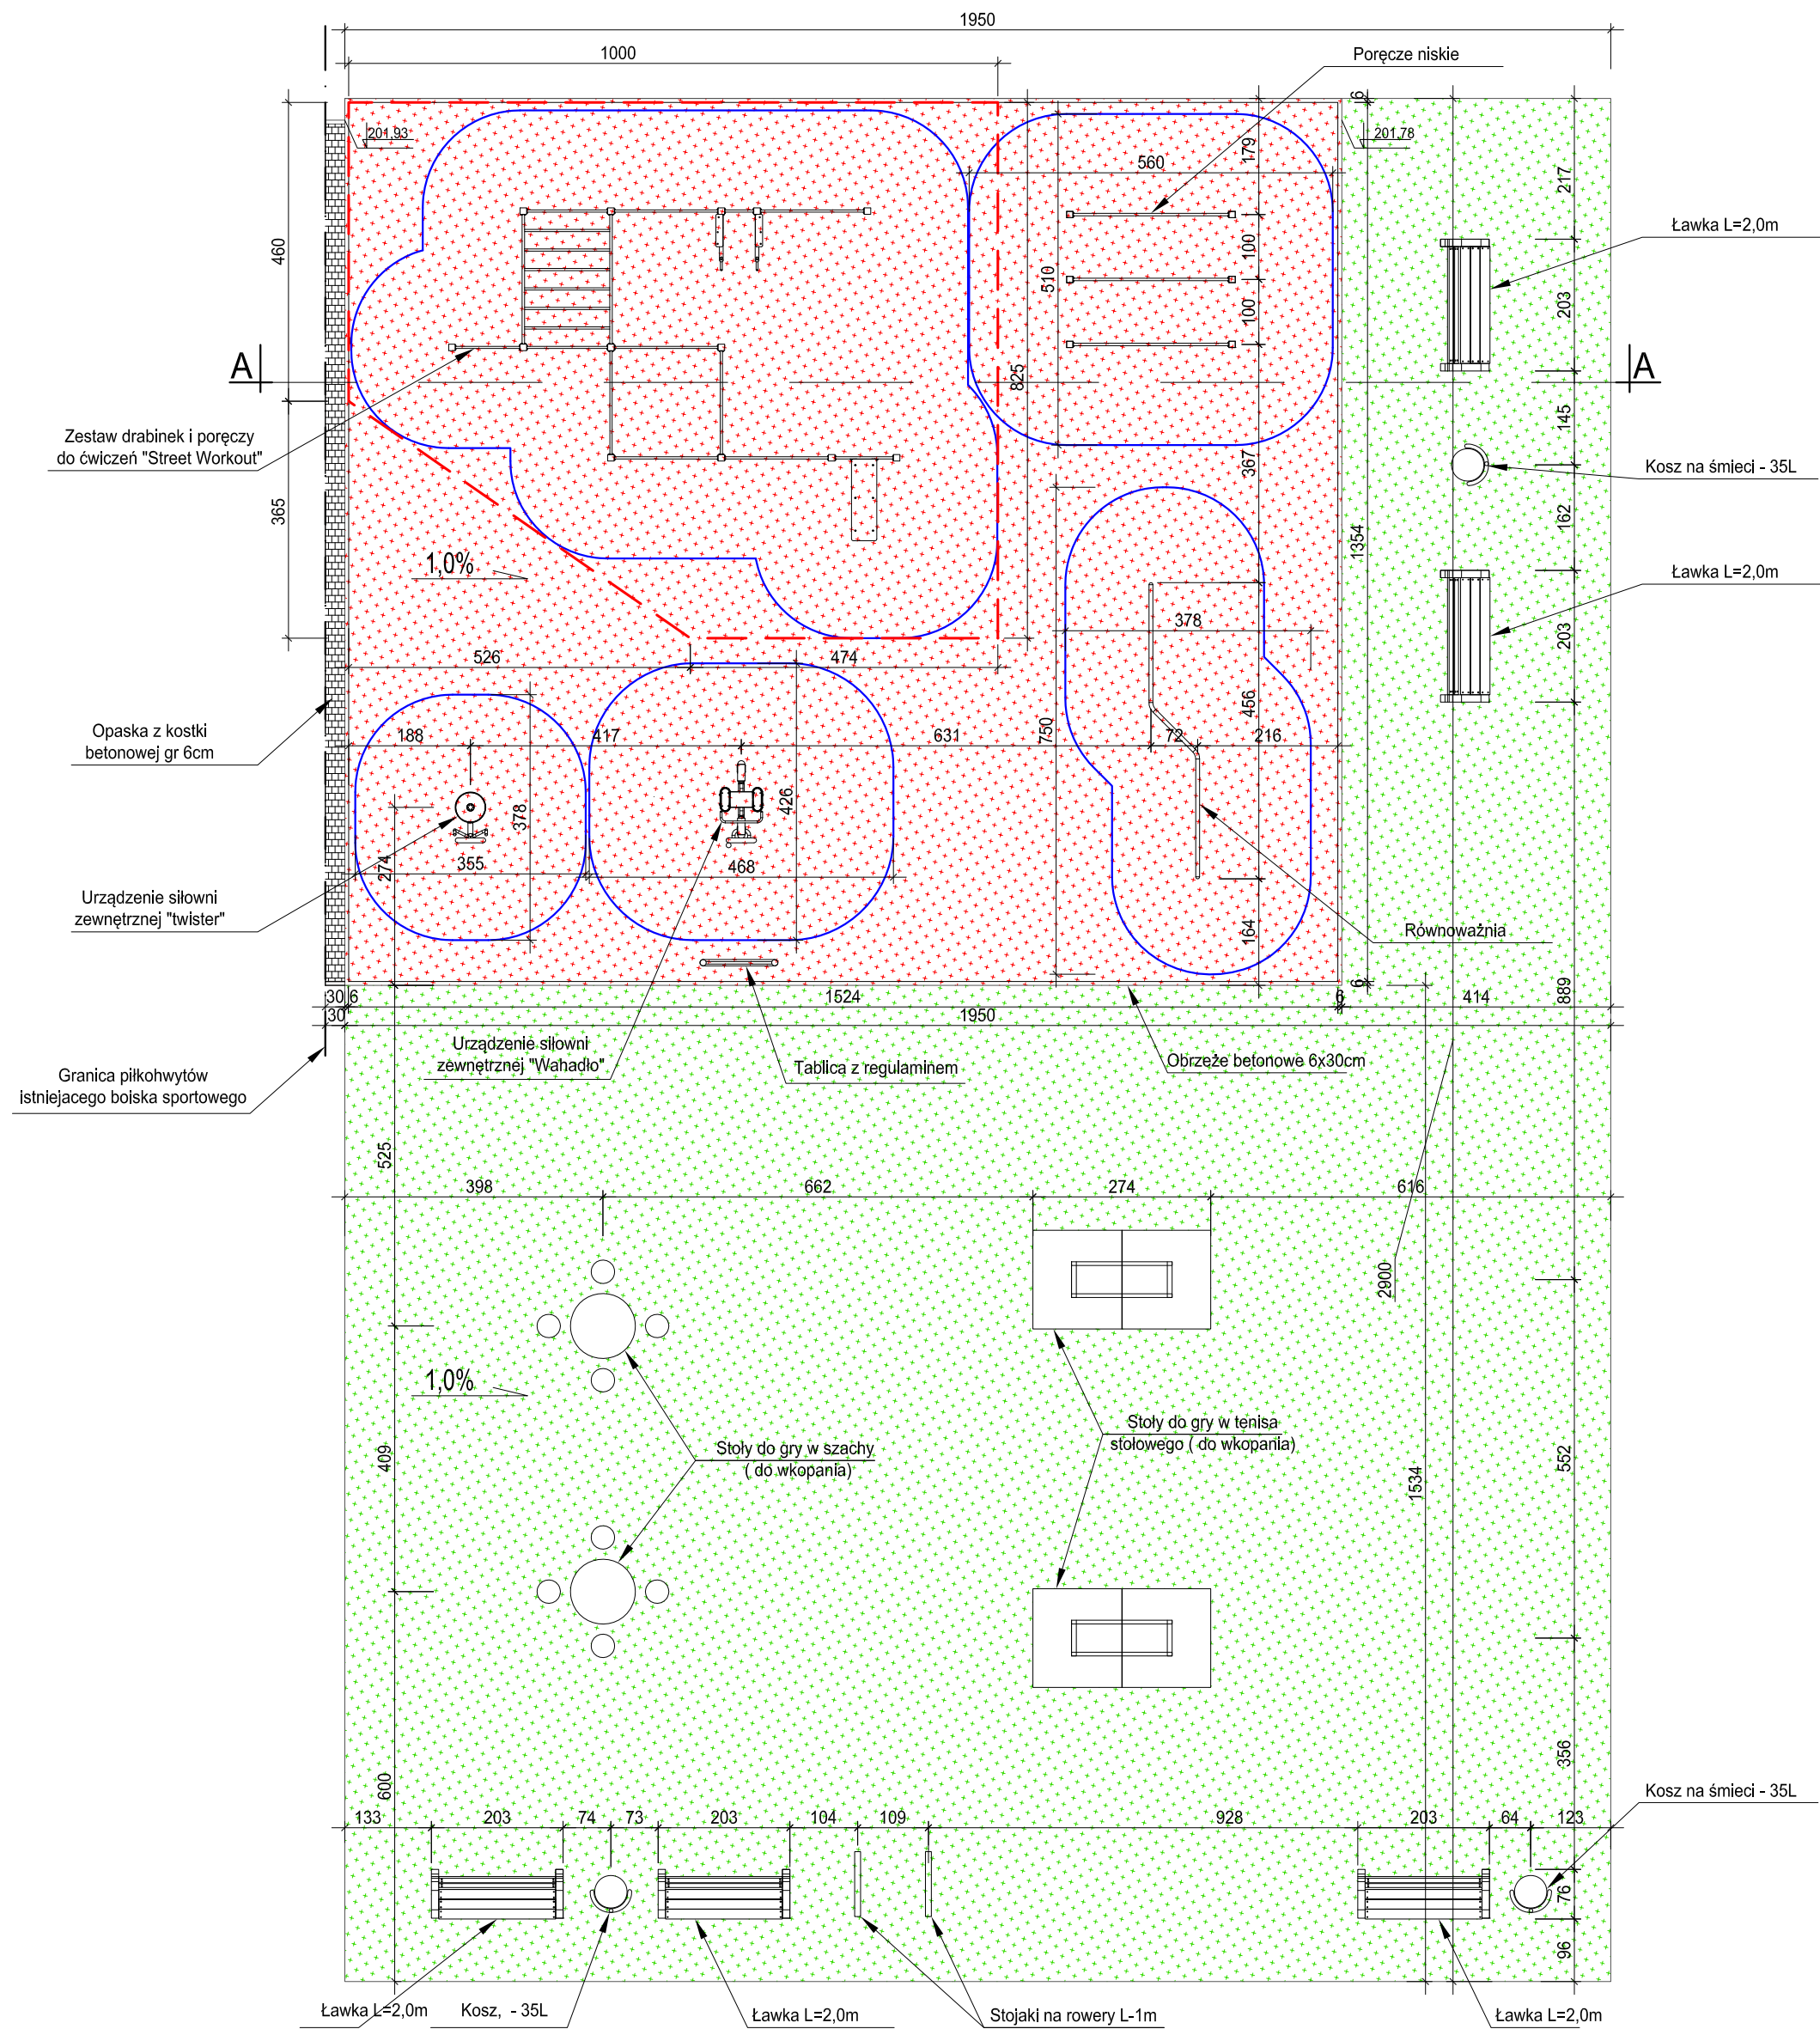 1950
1000
Poręcze niskie
6
201,93
201,78
179
560
217
Ławka L=2,0m
460
510
100
203
100
A
A
825
Zestaw drabinek i poręczy
do ćwiczeń "Street Workout"
145
367
Kosz na śmieci - 35L
365
162
1354
1,0%
Ławka L=2,0m
378
203
526
474
456
Opaska z kostki
betonowej gr 6cm
188
417
631
750
72
216
378
426
274
355
468
Urządzenie siłowni
zewnętrznej "twister"
164
Równoważnia
30
6
1524
6
6
414
889
30
1950
Urządzenie siłowni
zewnętrznej "Wahadło"
Tablica z regulaminem
Obrzeże betonowe 6x30cm
Granica piłkohwytów
istniejacego boiska sportowego
525
398
662
274
616
2900
1,0%
Stoły do gry w szachy
( do wkopania)
Stoły do gry w tenisa
stołowego ( do wkopania)
409
552
1534
356
600
Kosz na śmieci - 35L
133
203
74
73
203
104
109
928
203
64
123
76
96
Ławka L=2,0m
Kosz, - 35L
Ławka L=2,0m
Stojaki na rowery L-1m
Ławka L=2,0m